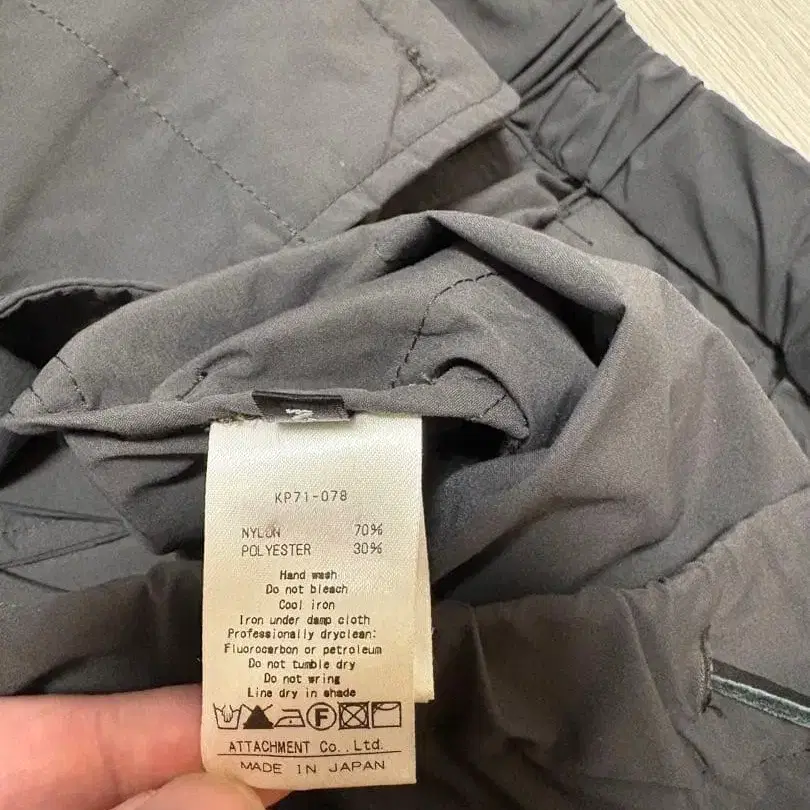 KP71-078
NYLON 70%
POLYESTER 30%
Hand wash
Do not bleach
Cool iron
Iron under damp cloth
Professionally dryclean:
Fluorocarbon or petroleum
Do not tumble dry
Do not wring
Line dry in shade
F
ATTACHMENT Co.,Ltd.
MADE IN JAPAN